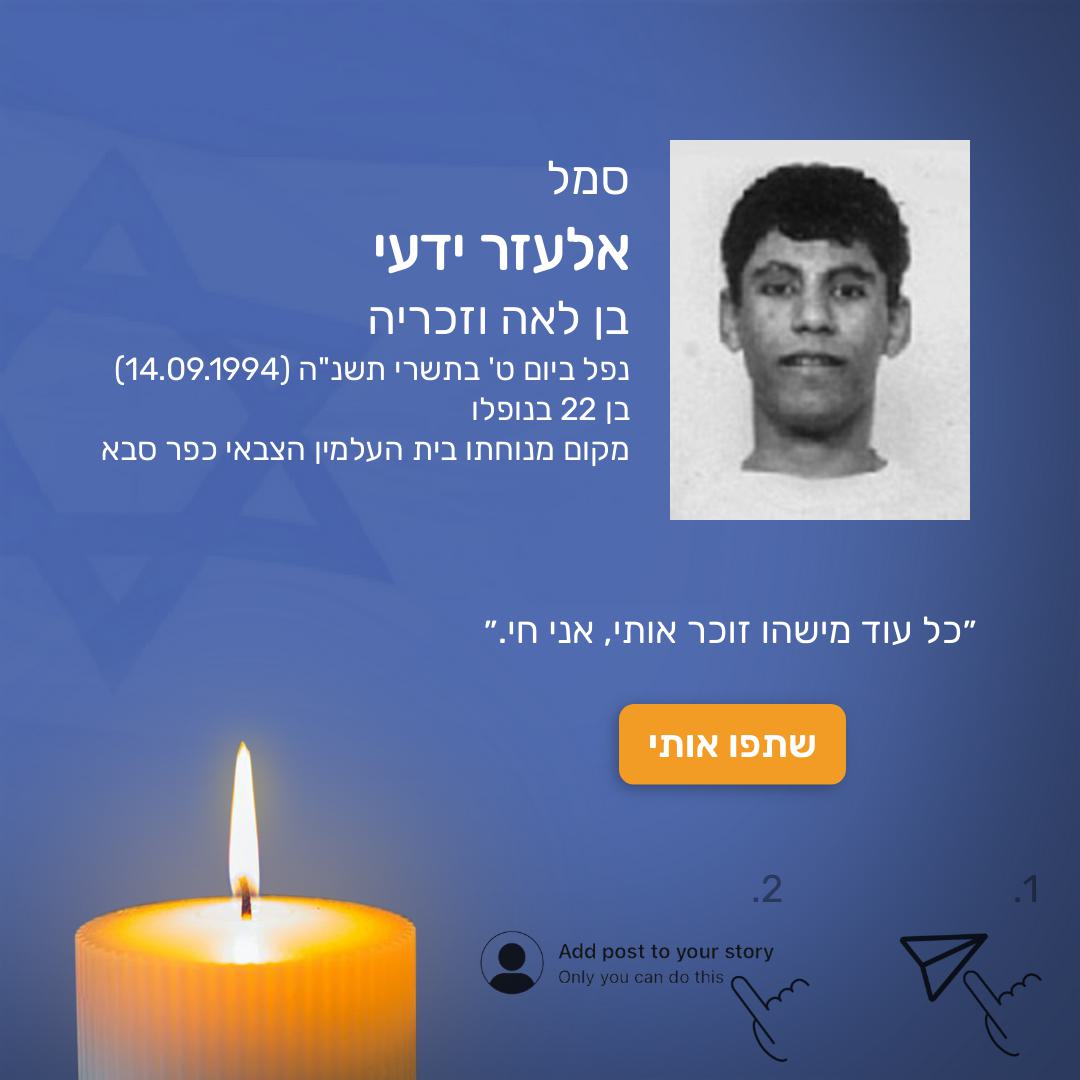 סמל
אלעזר ידעי
בן לאה וזכריה
נפל ביום ט' בתשרי תשנ"ה (14.09.1994)
בן 22 בנופלו
מקום מנוחתו בית העלמין הצבאי כפר סבא
״כל עוד מישהו זוכר אותי, אני חי.״
שתפו אותי
.1
.2
Add post to your story
Only you can do this